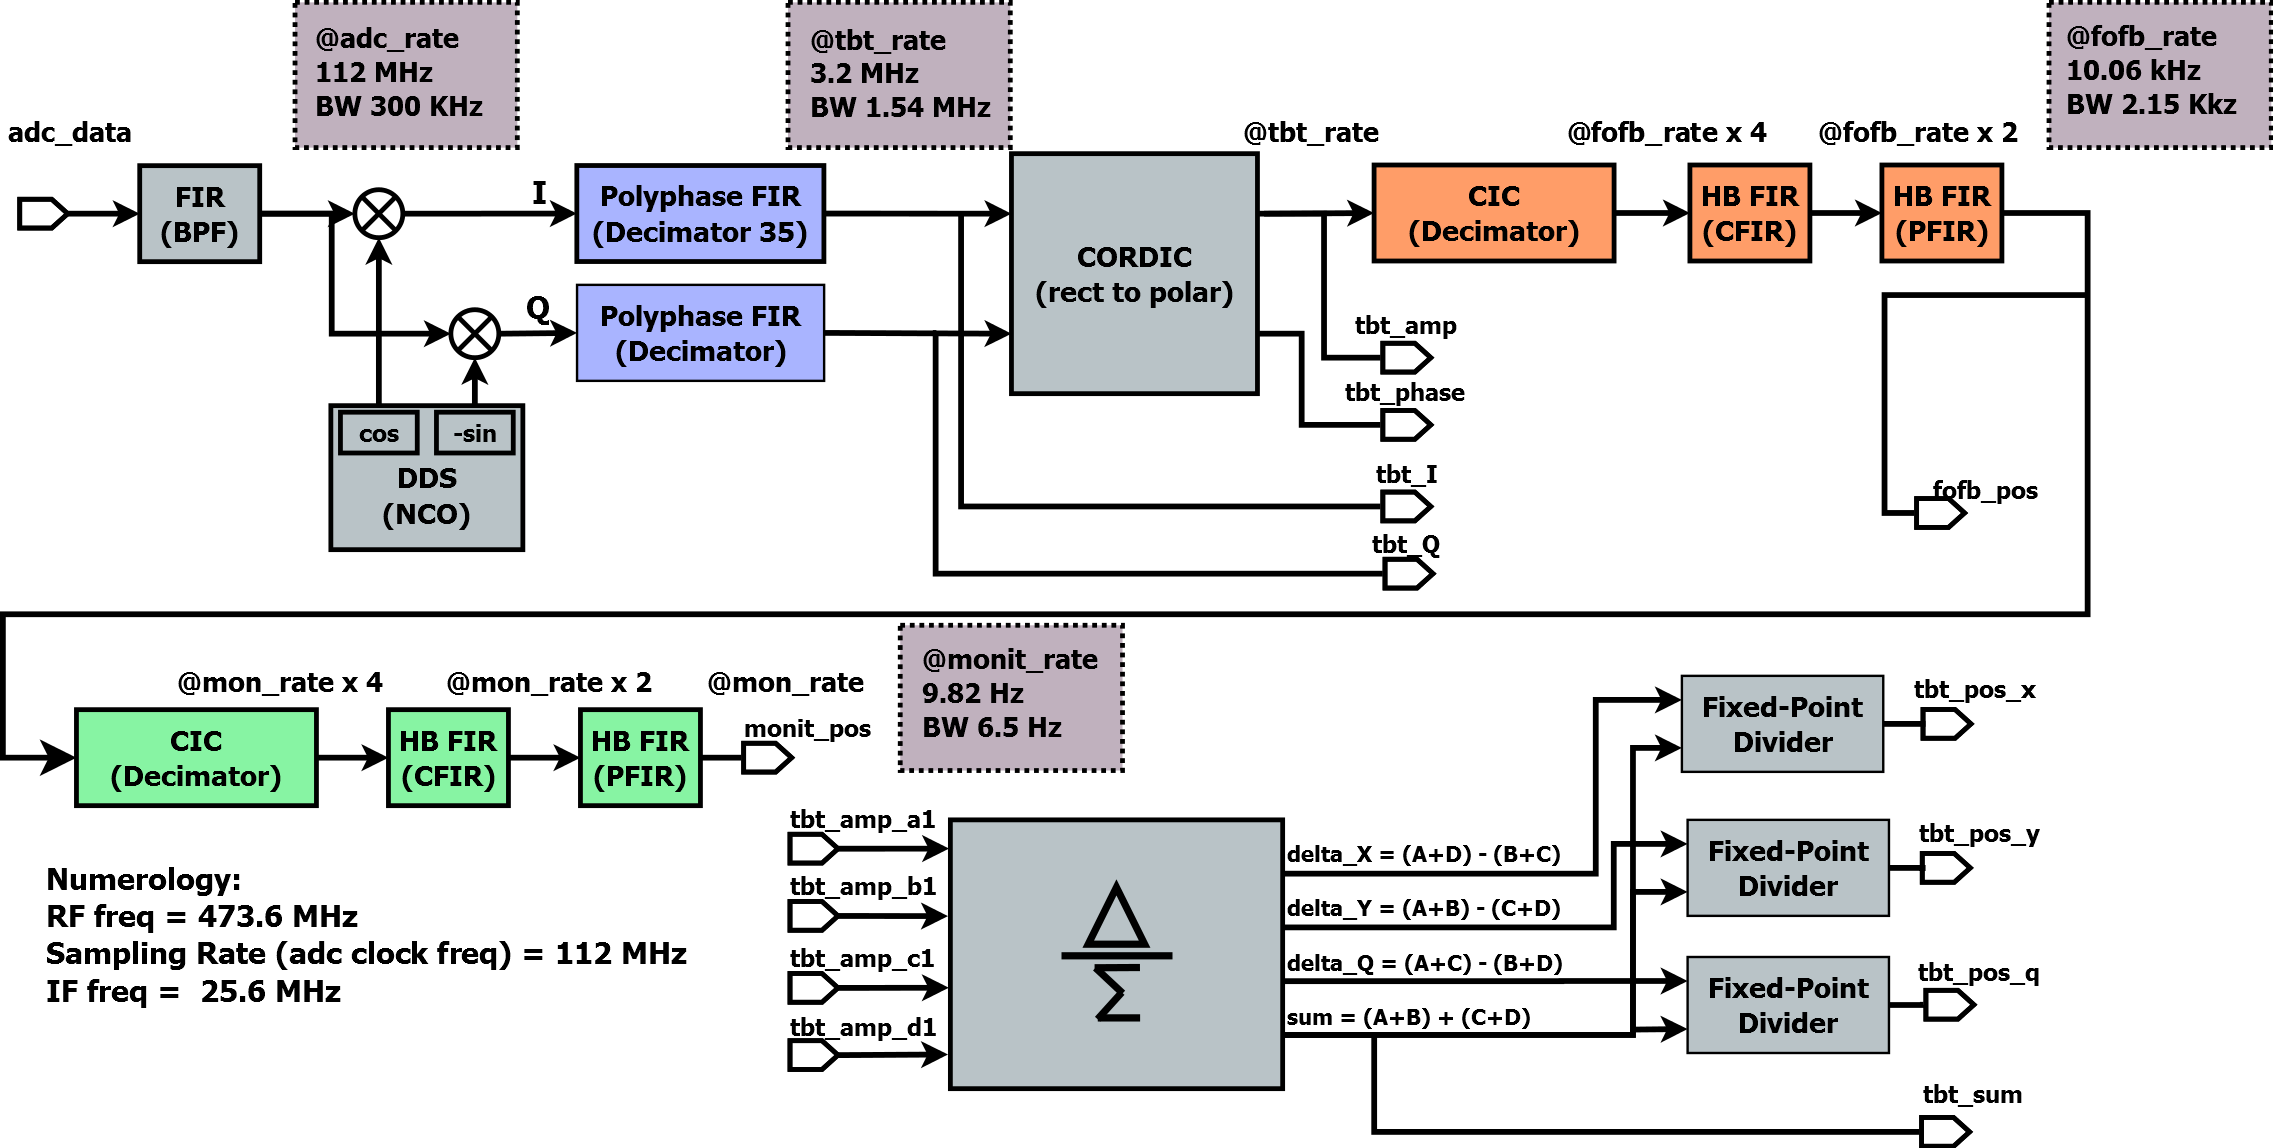 @adc_rate
112 MHz
BW 300 KHz
@tbt_rate
3.2 MHz
BW 1.54 MHz
@fofb_rate
10.06 kHz
BW 2.15 Kkz
adc_data
@tbt_rate
@fofb_rate x 4
@fofb_rate x 2
FIR
(BPF)
I
Polyphase FIR
(Decimator 35)
CORDIC
(rect to polar)
CIC
(Decimator)
HB FIR
(CFIR)
HB FIR
(PFIR)
Q
Polyphase FIR
(Decimator)
cos
-sin
DDS
(NCO)
tbt_amp
tbt_phase
tbt_I
tbt_Q
fofb_pos
@mon_rate x 4
@mon_rate x 2
@mon_rate
CIC
(Decimator)
HB FIR
(CFIR)
HB FIR
(PFIR)
monit_pos
@monit_rate
9.82 Hz
BW 6.5 Hz
Numerology:
RF freq = 473.6 MHz
Sampling Rate (adc clock freq) = 112 MHz
IF freq =  25.6 MHz
tbt_amp_a1
tbt_amp_b1
tbt_amp_c1
tbt_amp_d1
Δ
Σ
delta_X = (A+D) - (B+C)
delta_Y = (A+B) - (C+D)
delta_Q = (A+C) - (B+D)
sum = (A+B) + (C+D)
Fixed-Point
Divider
tbt_pos_x
Fixed-Point
Divider
tbt_pos_y
Fixed-Point
Divider
tbt_pos_q
tbt_sum